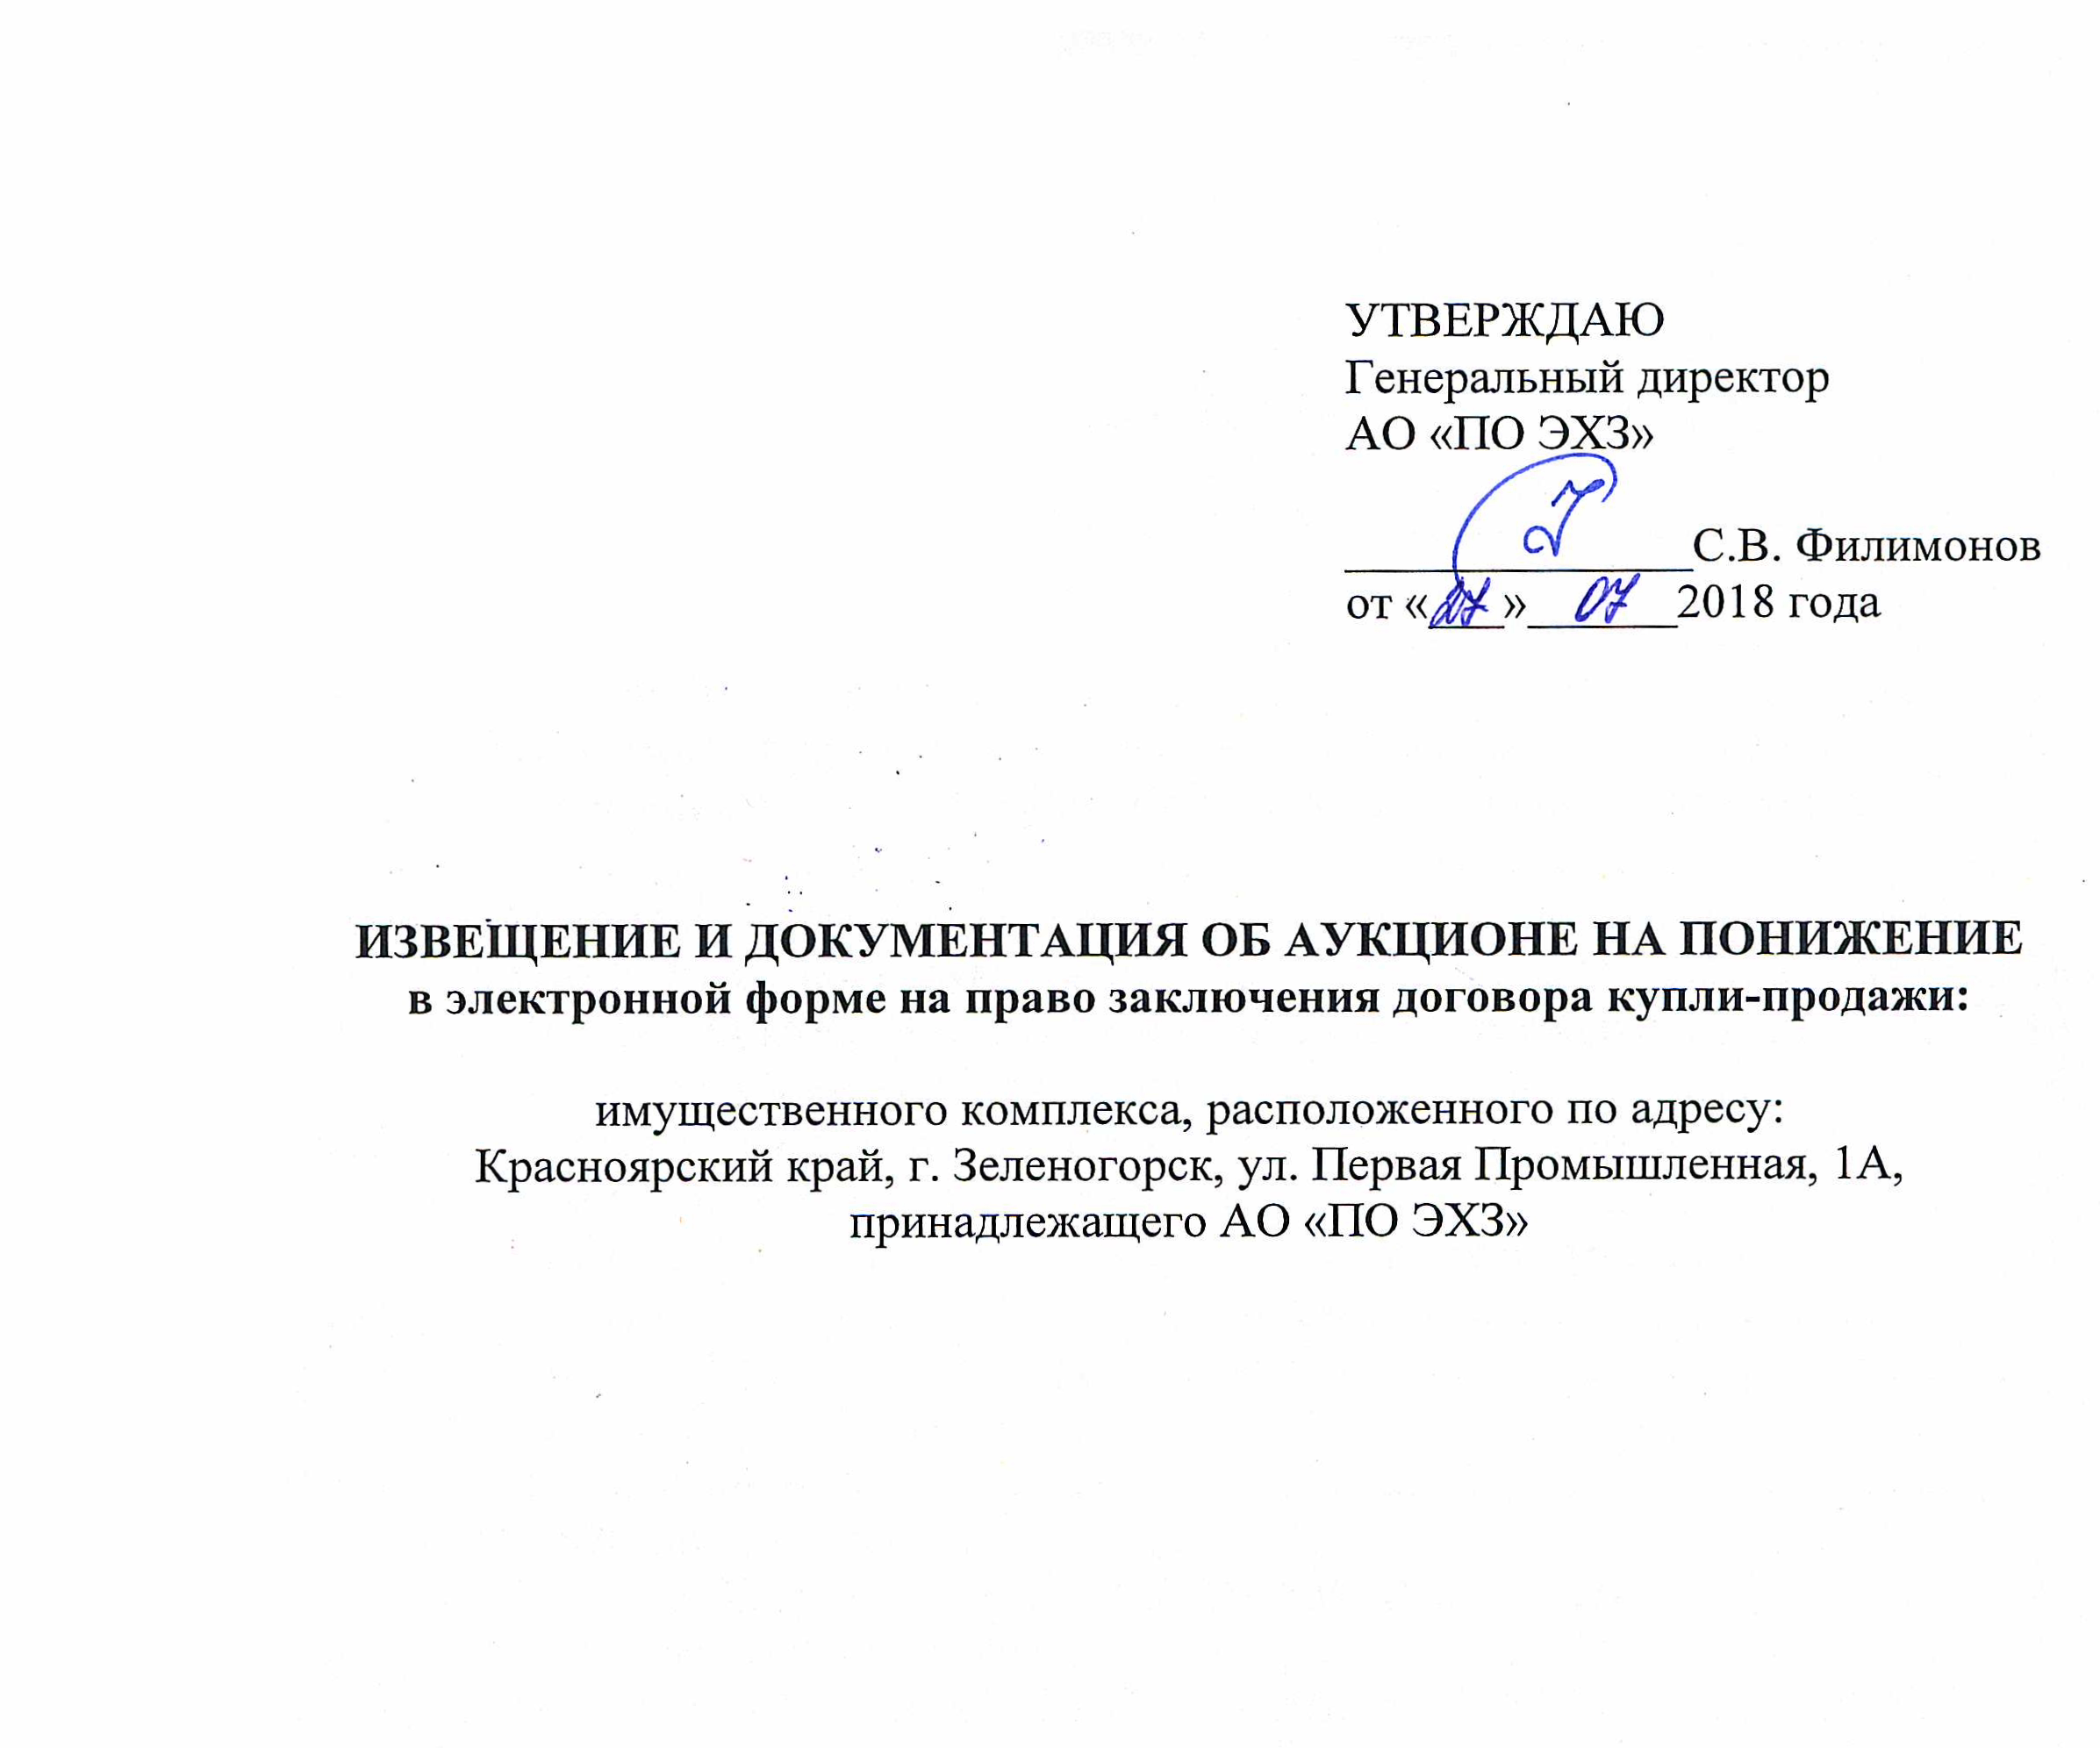 УТВЕРЖДАЮ
Генеральный директор
АО «ПО ЭХЗ»
С.В. Филимонов
от «27» 07 2018 года
ИЗВЕЩЕНИЕ И ДОКУМЕНТАЦИЯ ОБ АУКЦИОНЕ НА ПОНИЖЕНИЕ
в электронной форме на право заключения договора купли-продажи:
имущественного комплекса, расположенного по адресу:
Красноярский край, г. Зеленогорск, ул. Первая Промышленная, 1А,
принадлежащего АО «ПО ЭХЗ»